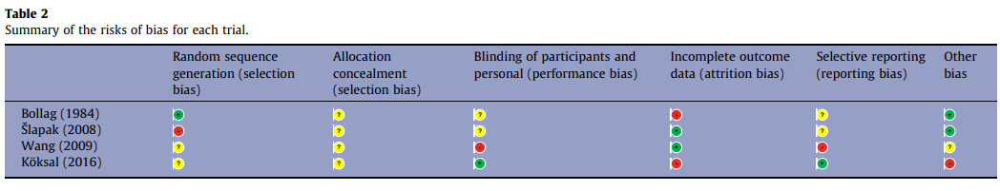 Table 2
Summary of the risks of bias for each trial.
Random sequence generation (selection bias) Allocation concealment (selection bias) Blinding of participants and personal (performance bias) Incomplete outcome data (attrition bias) Selective reporting (reporting bias) Other bias
Bollag (1984) + ? ? - ? +
Šlapak (2008) - ? ? + ? +
Wang (2009) ? ? - + - ?
Köksal (2016) ? ? + - + -